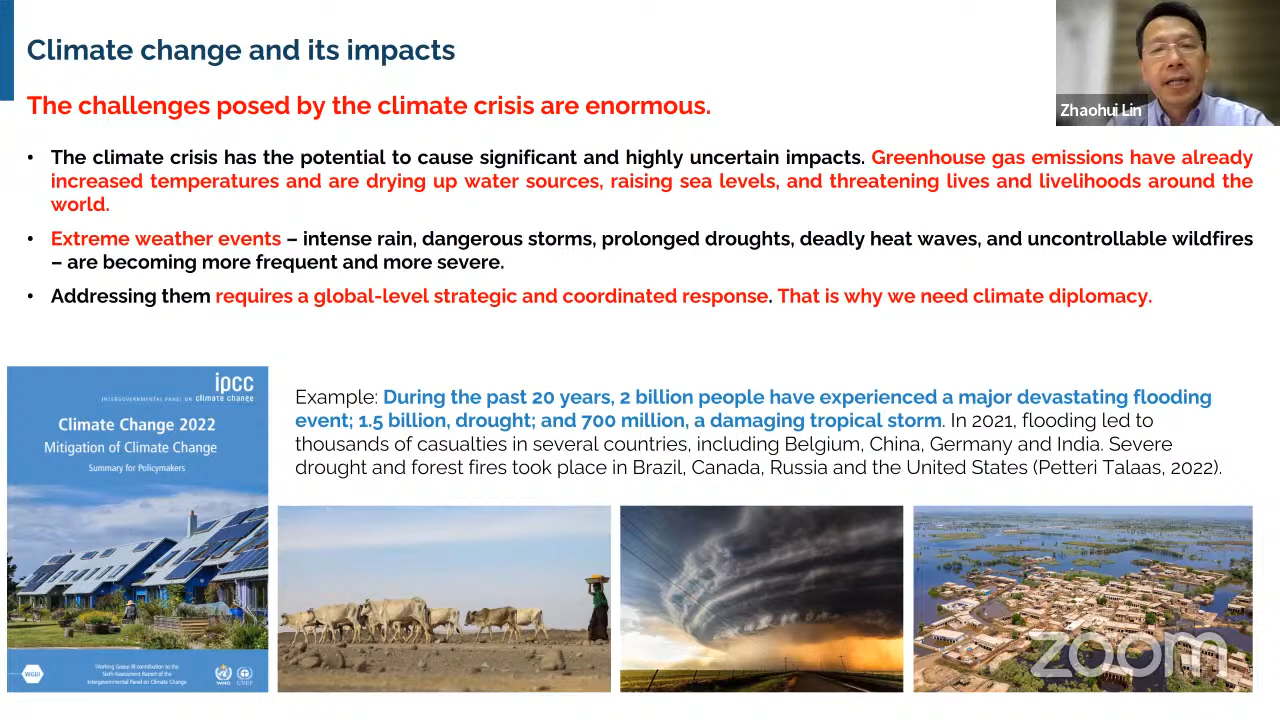 Climate change and its impacts
Zhaohui Lin
The challenges posed by the climate crisis are enormous.
• The climate crisis has the potential to cause significant and highly uncertain impacts. Greenhouse gas emissions have already
increased temperatures and are drying up water sources, raising sea levels, and threatening lives and livelihoods around the
world.
• Extreme weather events – intense rain, dangerous storms, prolonged droughts, deadly heat waves, and uncontrollable wildfires
– are becoming more frequent and more severe.
• Addressing them requires a global-level strategic and coordinated response. That is why we need climate diplomacy.
ipcc
INTERGOVERNMENTAL PANEL ON climate change
Climate Change 2022
Mitigation of Climate Change
Summary for Policymakers
WGIII
Working Group III contribution to the
Sixth Assessment Report of the
Intergovernmental Panel on Climate Change
WMO
UNEP
Example: During the past 20 years, 2 billion people have experienced a major devastating flooding
event; 1.5 billion, drought; and 700 million, a damaging tropical storm. In 2021, flooding led to
thousands of casualties in several countries, including Belgium, China, Germany and India. Severe
drought and forest fires took place in Brazil, Canada, Russia and the United States (Petteri Talaas, 2022).
zoom